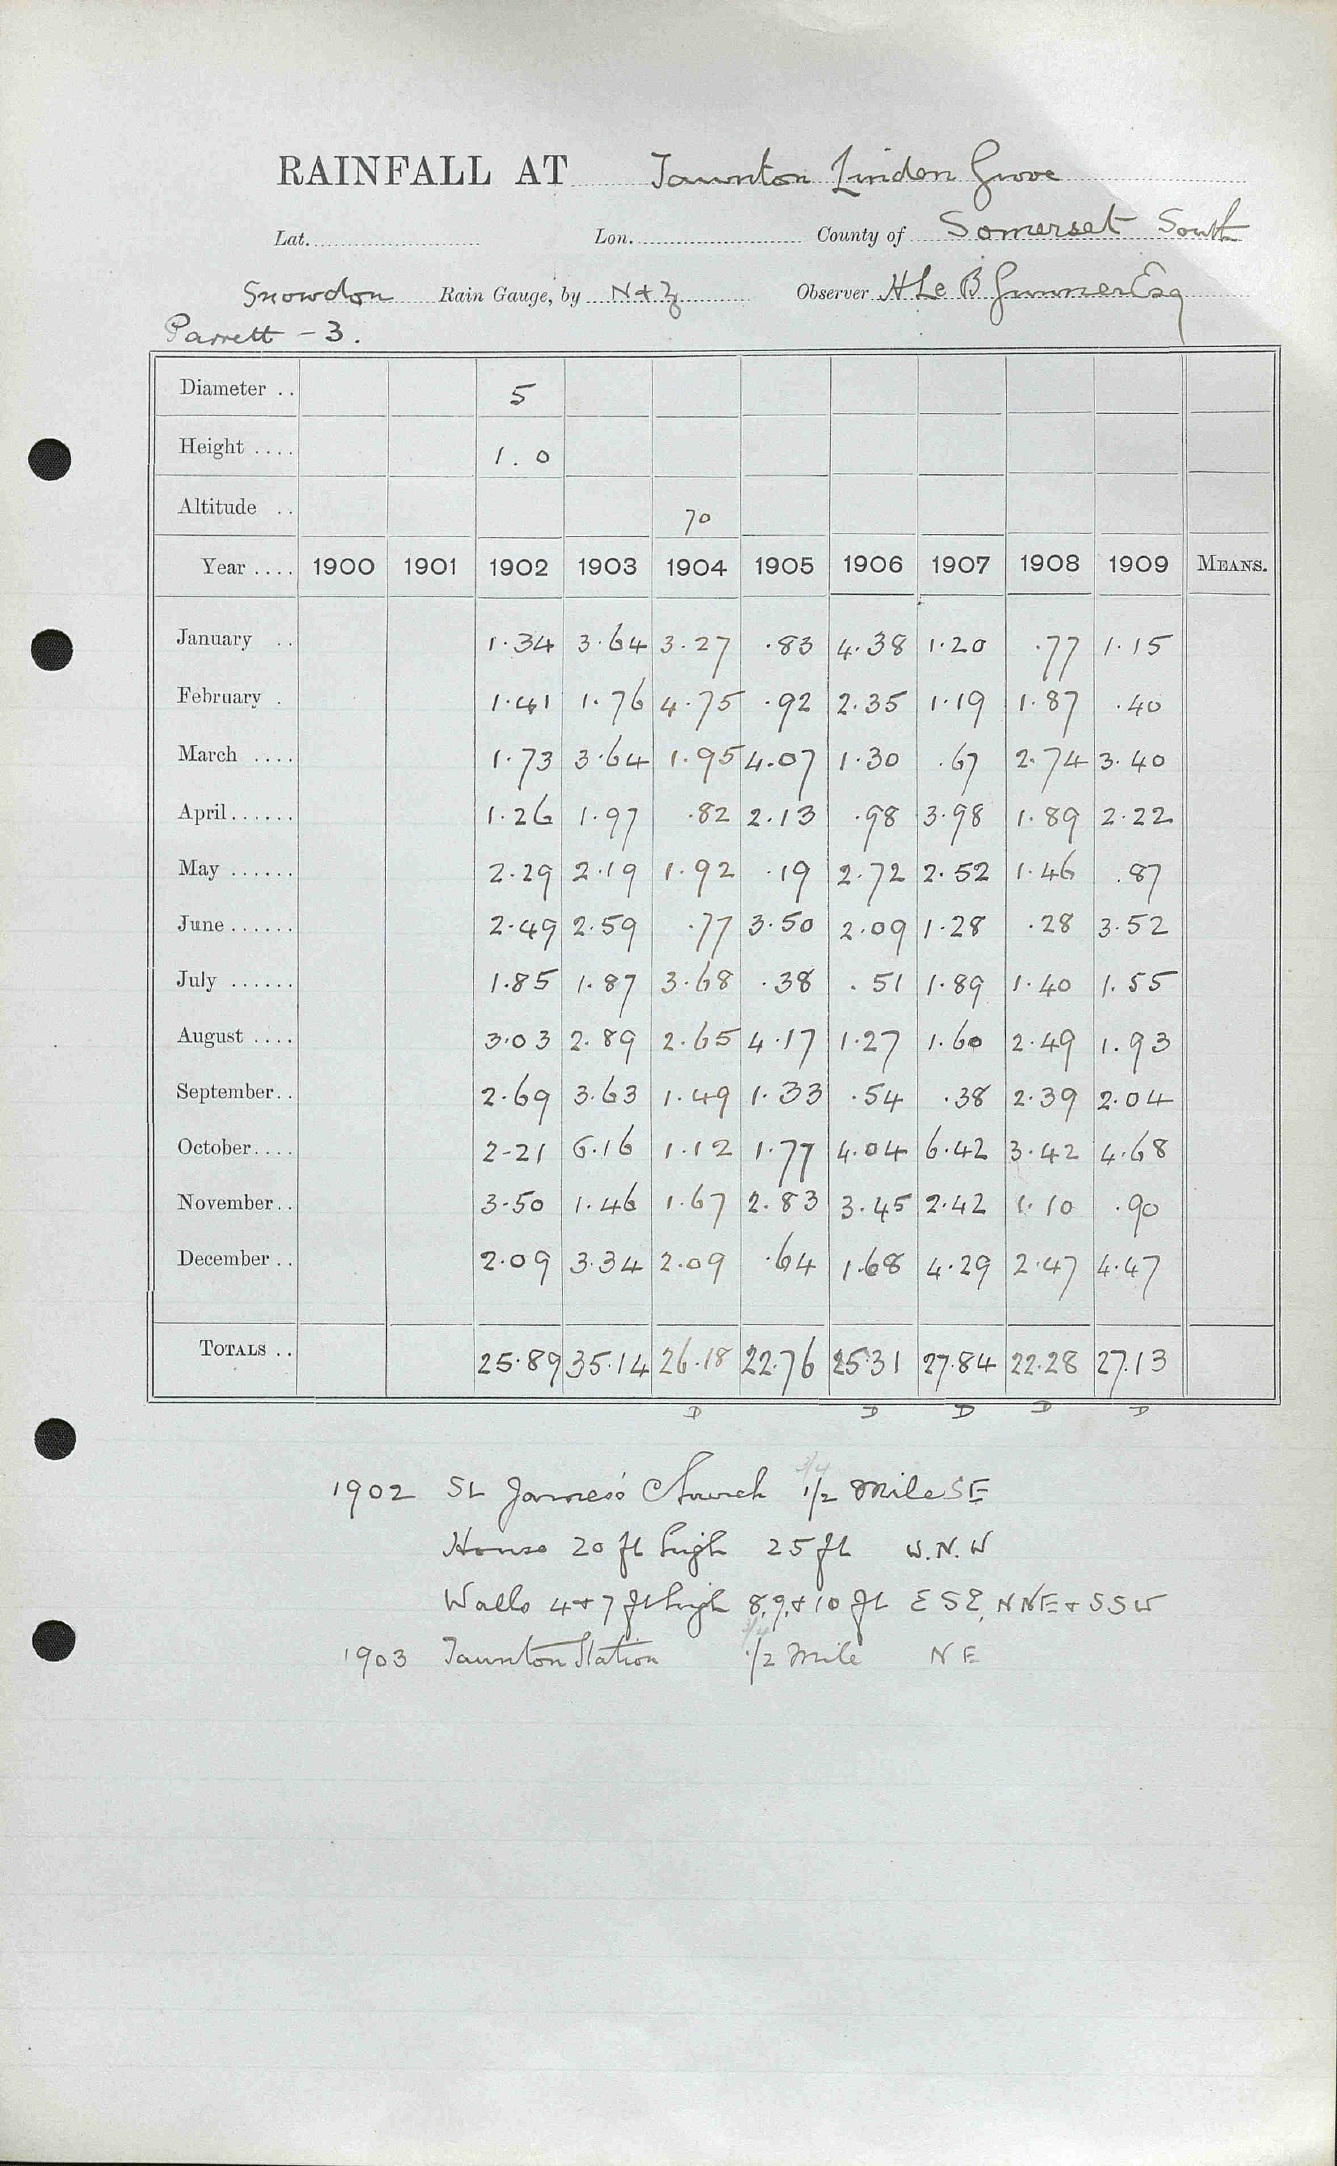 RAINFALL AT Taunton Linden Grove
Lat. Lon. County of Somerset South
Snowdon Rain Gauge, by N & Z Observer H Le B Gunner Esq
Parrett - 3.
Diameter .. 5
Height .... 1.0
Altitude .. 70
Year .... 1900 1901 1902 1903 1904 1905 1906 1907 1908 1909 MEANS.
January .. 1.34 3.64 3.27 .83 4.38 1.20 .77 1.15
February . 1.41 1.76 4.75 .92 2.35 1.19 1.87 .40
March .... 1.73 3.64 1.95 4.07 1.30 .67 2.74 3.40
April ...... 1.26 1.97 .82 2.13 .98 3.98 1.89 2.22
May ...... 2.29 2.19 1.92 .19 2.72 2.52 1.46 .87
June ...... 2.49 2.59 .77 3.50 2.09 1.28 .28 3.52
July ...... 1.85 1.87 3.68 .38 .51 1.89 1.40 1.55
August .... 3.03 2.89 2.65 4.17 1.27 1.60 2.49 1.93
September.. 2.69 3.63 1.49 1.33 .54 .38 2.39 2.04
October.... 2-21 6.16 1.12 1.77 4.04 6.42 3.42 4.68
November.. 3-50 1.46 1.67 2.83 3.45 2.42 1.10 .90
December .. 2.09 3.34 2.09 .64 1.68 4.29 2.47 4.47
TOTALS .. 25.89 35.14 26.18 22.76 25.31 27.84 22.28 27.13
D D D D D
1902 St James' Church 1/2 Mile SE
House 20 ft high 25 ft W.N.W
Walls 4 & 7 ft high 8, 9, & 10 ft ESE, NNE & SSW
1903 Taunton Station 1/2 Mile NE